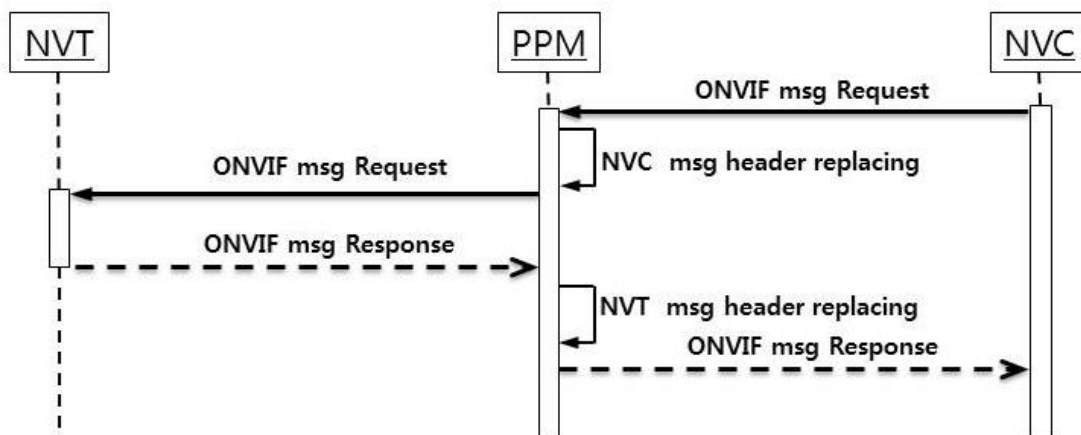 NVT
PPM
NVC
ONVIF msg Request
NVC msg header replacing
ONVIF msg Request
ONVIF msg Response
NVT msg header replacing
ONVIF msg Response